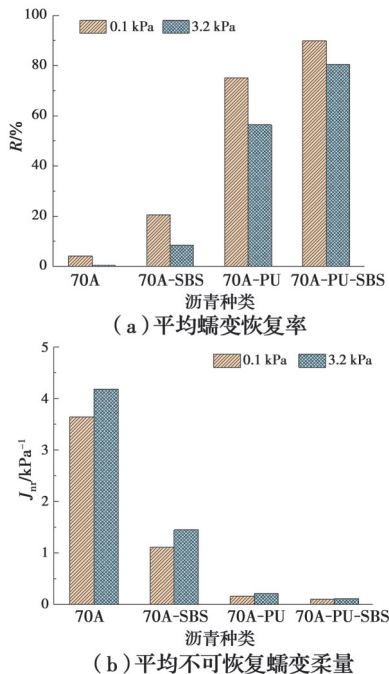 100
80
60
40
20
0
R/%
0.1 kPa
3.2 kPa
70A
70A-SBS
70A-PU
70A-PU-SBS
沥青种类
(a)平均蠕变恢复率
5
4
3
2
1
0
Jnr/kPa⁻¹
0.1 kPa
3.2 kPa
70A
70A-SBS
70A-PU
70A-PU-SBS
沥青种类
(b)平均不可恢复蠕变柔量